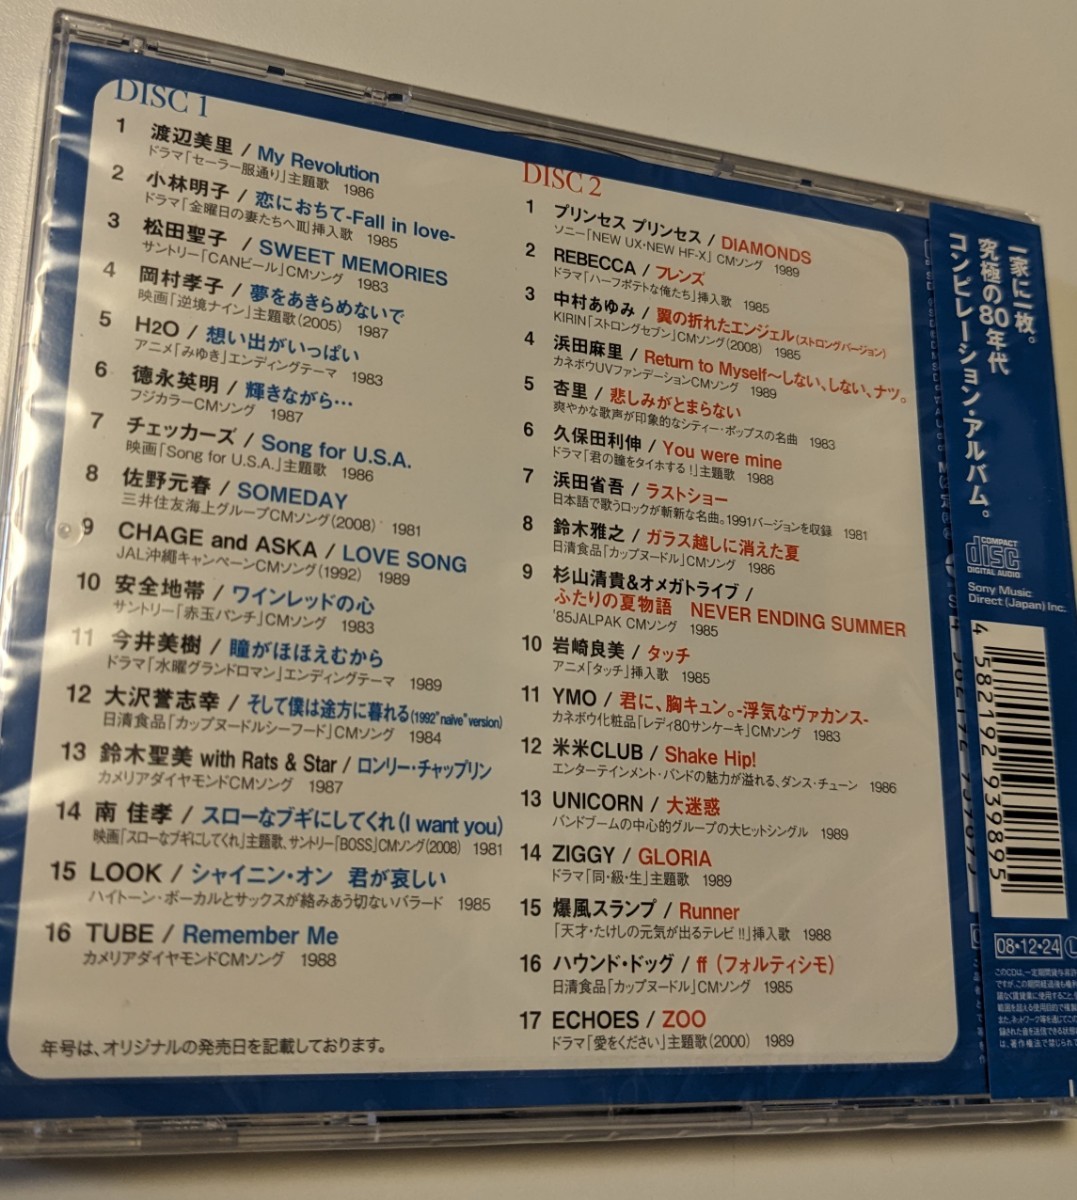 DISC 1
1 渡辺美里 / My Revolution
ドラマ「セーラー服通り」主題歌 1986
2 小林明子 / 恋におちて-Fall in love-
ドラマ「金曜日の妻たちへⅢ」挿入歌 1985
3 松田聖子 / SWEET MEMORIES
サントリー「CANビール」CMソング 1983
4 岡村孝子 / 夢をあきらめないで
映画「逆境ナイン」主題歌(2005) 1987
5 H2O / 想い出がいっぱい
アニメ「みゆき」エンディングテーマ 1983
6 德永英明 / 輝きながら…
フジカラーCMソング 1987
7 チェッカーズ / Song for U.S.A.
映画「Song for U.S.A.」主題歌 1986
8 佐野元春 / SOMEDAY
三井住友海上グループCMソング(2008) 1981
9 CHAGE and ASKA / LOVE SONG
JAL沖縄キャンペーンCMソング(1992) 1989
10 安全地帯 / ワインレッドの心
サントリー「赤玉パンチ」CMソング 1983
11 今井美樹 / 瞳がほほえむから
ドラマ「水曜グランドロマン」エンディングテーマ 1989
12 大沢誉志幸 / そして僕は途方に暮れる(1992"naive"version)
日清食品「カップヌードルシーフード」CMソング 1984
13 鈴木聖美 with Rats & Star / ロンリー・チャップリン
カメリアダイヤモンドCMソング 1987
14 南 佳孝 / スローなブギにしてくれ(I want you)
映画「スローなブギにしてくれ」主題歌、サントリー「BOSS」CMソング(2008) 1981
15 LOOK / シャイニン・オン 君が哀しい
ハイトーン・ボーカルとサックスが絡みあう切ないバラード 1985
16 TUBE / Remember Me
カメリアダイヤモンドCMソング 1988
年号は、オリジナルの発売日を記載しております。
DISC 2
1 プリンセス プリンセス / DIAMONDS
ソニー「NEW UX・NEW HF-X」CMソング 1989
2 REBECCA / フレンズ
ドラマ「ハーフポテトな俺たち」挿入歌 1985
3 中村あゆみ / 翼の折れたエンジェル(ストロングバージョン)
KIRIN「ストロングセブン」CMソング(2008) 1985
4 浜田麻里 / Return to Myself〜しない、しない、ナツ。
カネボウUVファンデーションCMソング 1989
5 杏里 / 悲しみがとまらない
爽やかな歌声が印象的なシティー・ポップスの名曲 1983
6 久保田利伸 / You were mine
ドラマ「君の瞳をタイホする!」主題歌 1988
7 浜田省吾 / ラストショー
日本語で歌うロックが斬新な名曲。1991バージョンを収録 1981
8 鈴木雅之 / ガラス越しに消えた夏
日清食品「カップヌードル」CMソング 1986
9 杉山清貴&オメガトライブ /
ふたりの夏物語 NEVER ENDING SUMMER
'85JALPAK CMソング 1985
10 岩崎良美 / タッチ
アニメ「タッチ」挿入歌 1985
11 YMO / 君に、胸キュン。-浮気なヴァカンス-
カネボウ化粧品「レディ80サンケーキ」CMソング 1983
12 米米CLUB / Shake Hip!
エンターテインメント・バンドの魅力が溢れる、ダンス・チューン 1986
13 UNICORN / 大迷惑
バンドブームの中心的グループの大ヒットシングル 1989
14 ZIGGY / GLORIA
ドラマ「同・級・生」主題歌 1989
15 爆風スランプ / Runner
「天才・たけしの元気が出るテレビ!!」挿入歌 1988
16 ハウンド・ドッグ / ff (フォルティシモ)
日清食品「カップヌードル」CMソング 1985
17 ECHOES / ZOO
ドラマ「愛をください」主題歌(2000) 1989
一家に一枚。
究極の80年代
コンピレーション・アルバム。
COMPACT
disc
DIGITAL AUDIO
Sony Music
Direct (Japan) Inc.
4 582192 939895
08・12・24